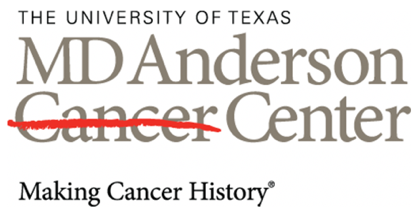 THE UNIVERSITY OF TEXAS
MD Anderson
Cancer Center
Making Cancer History®